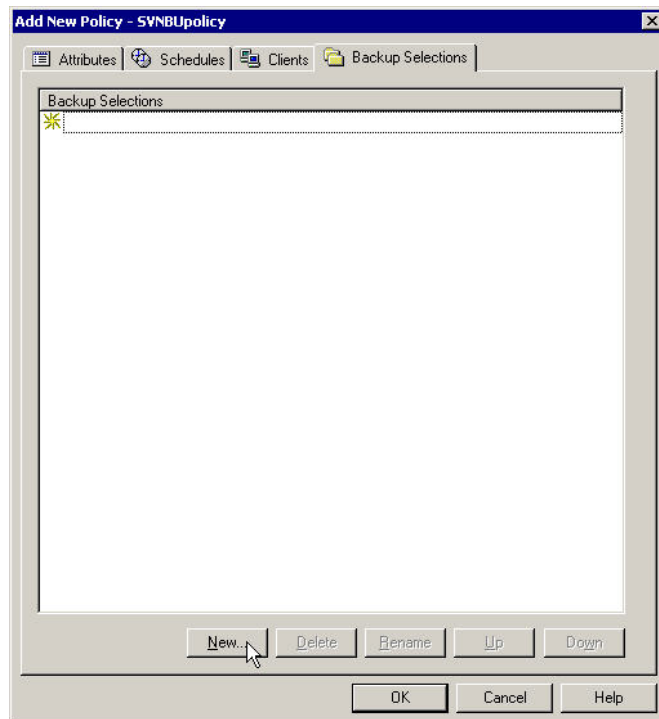 Add New Policy - SVNBUpolicy
Attributes Schedules Clients Backup Selections
Backup Selections
New... Delete Rename Up Down
OK Cancel Help